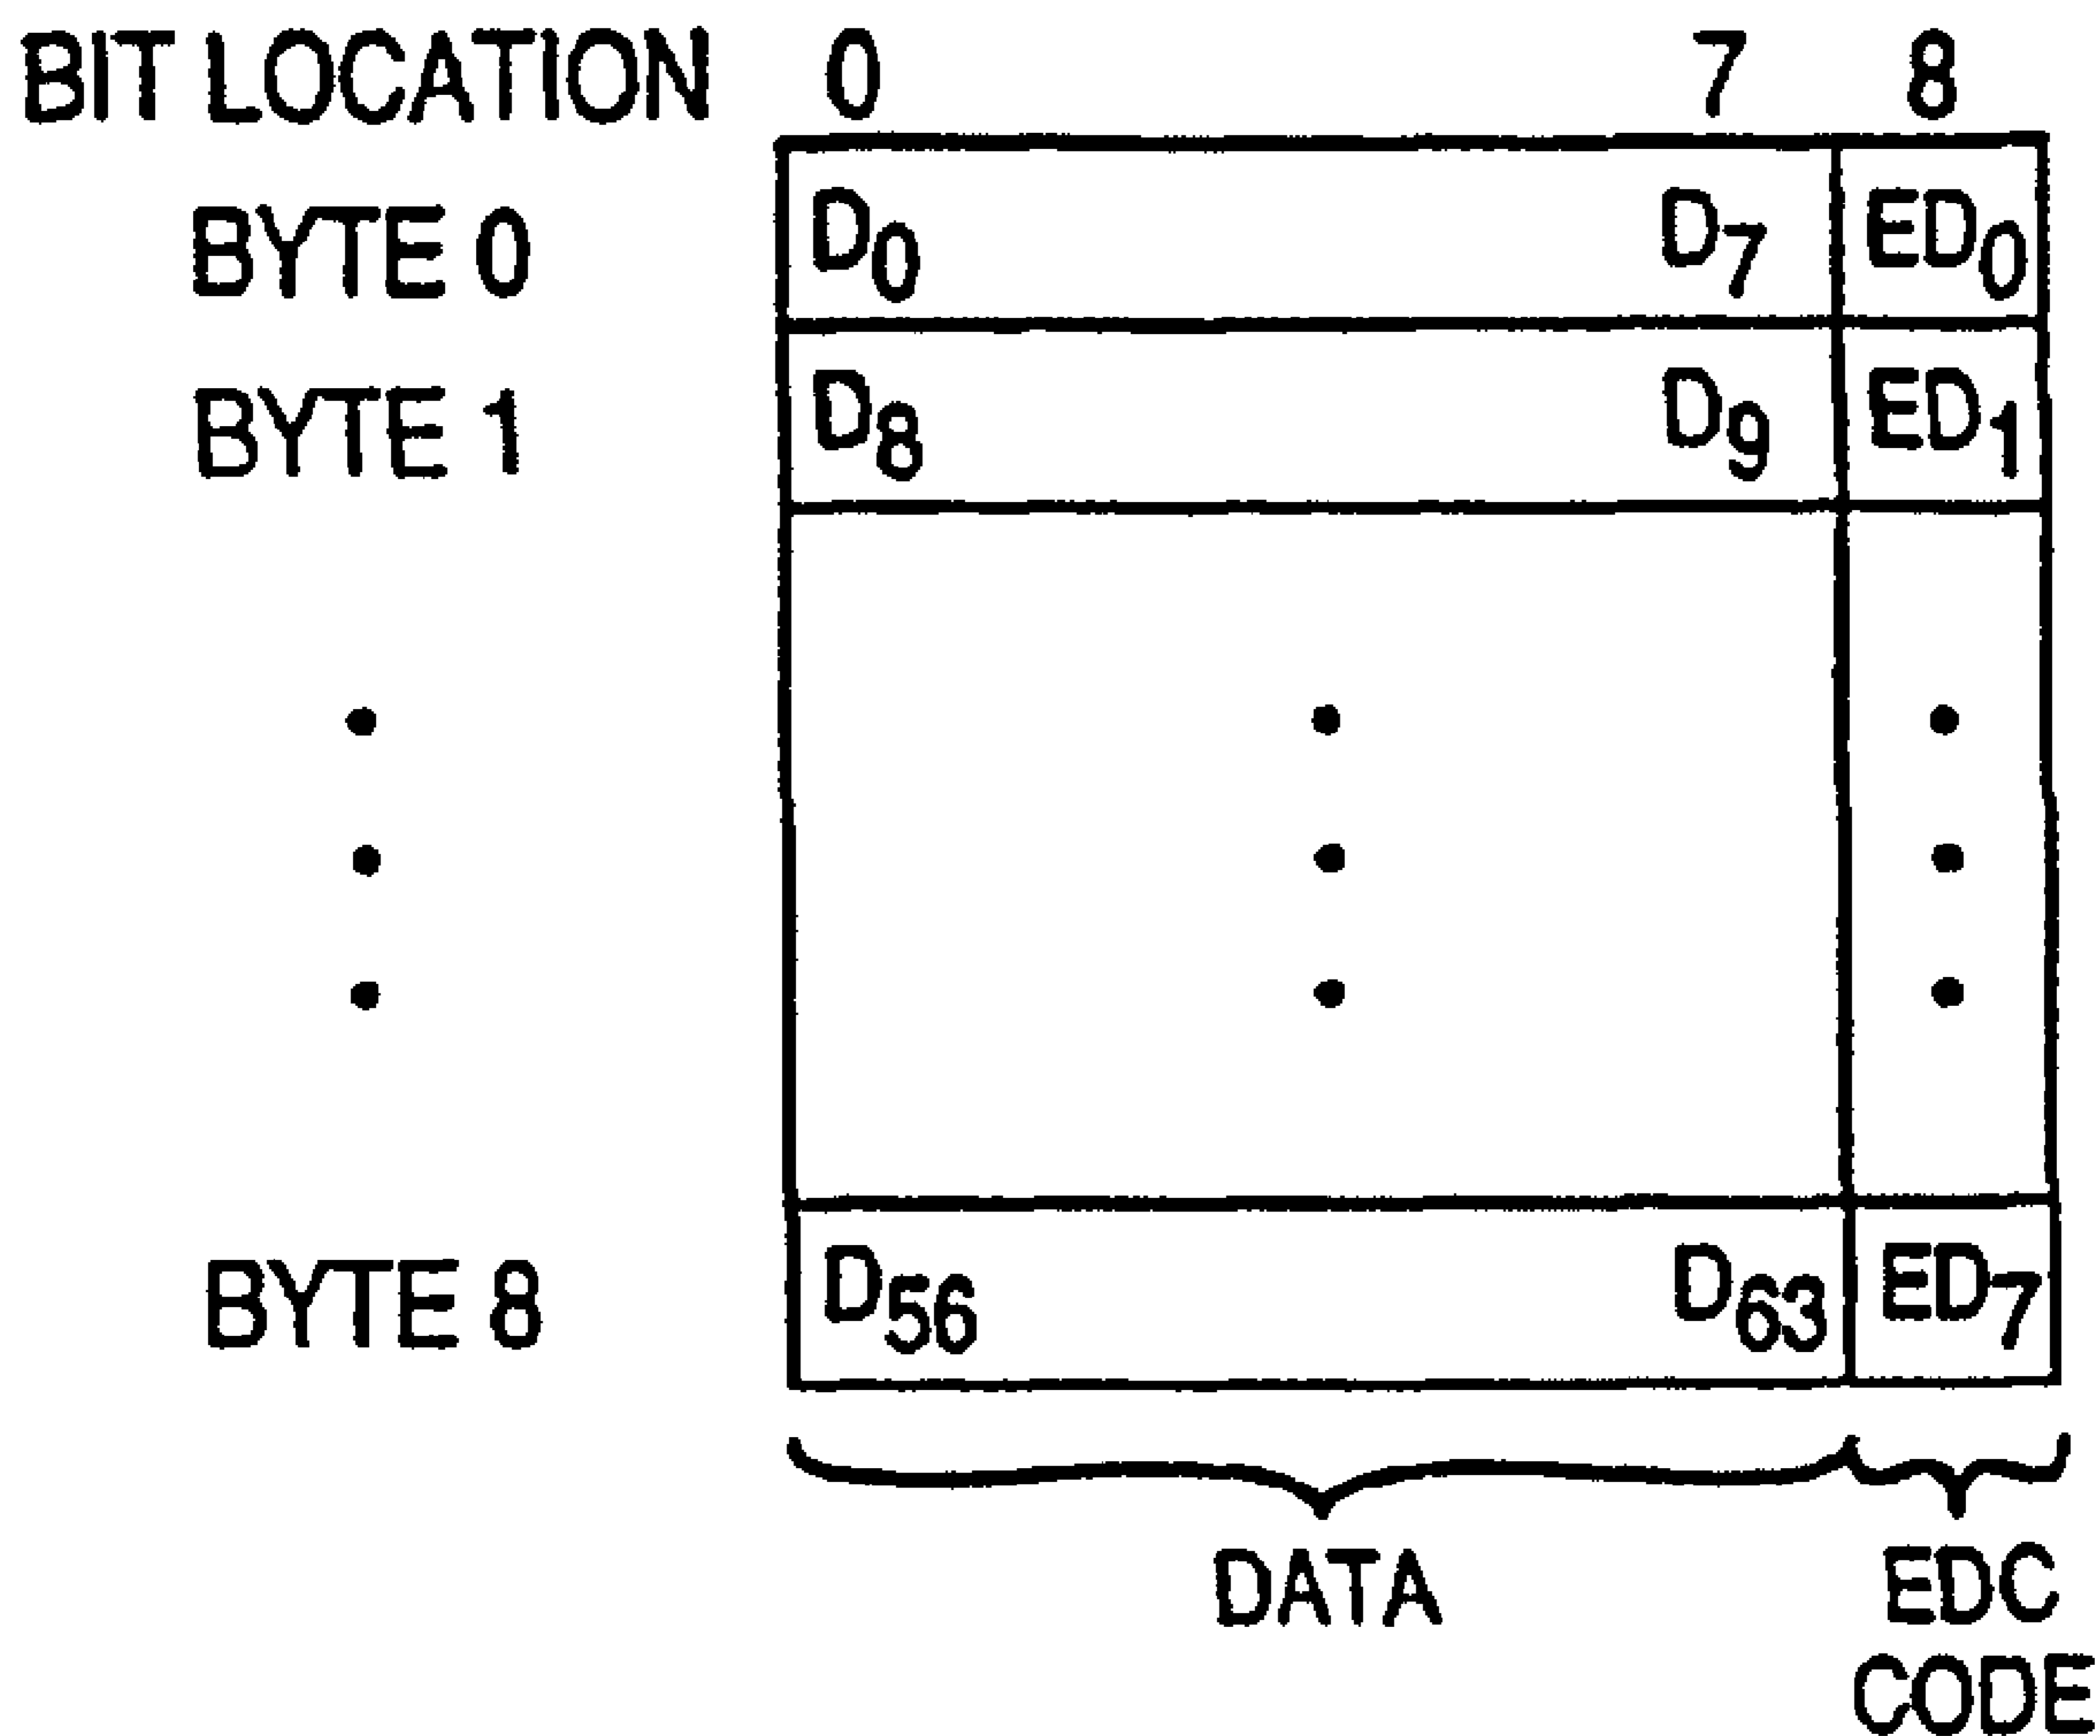 BIT LOCATION 0 7 8
BYTE 0 D0 D7 ED0
BYTE 1 D8 D9 ED1
BYTE 8 D56 D63 ED7
DATA EDC
CODE